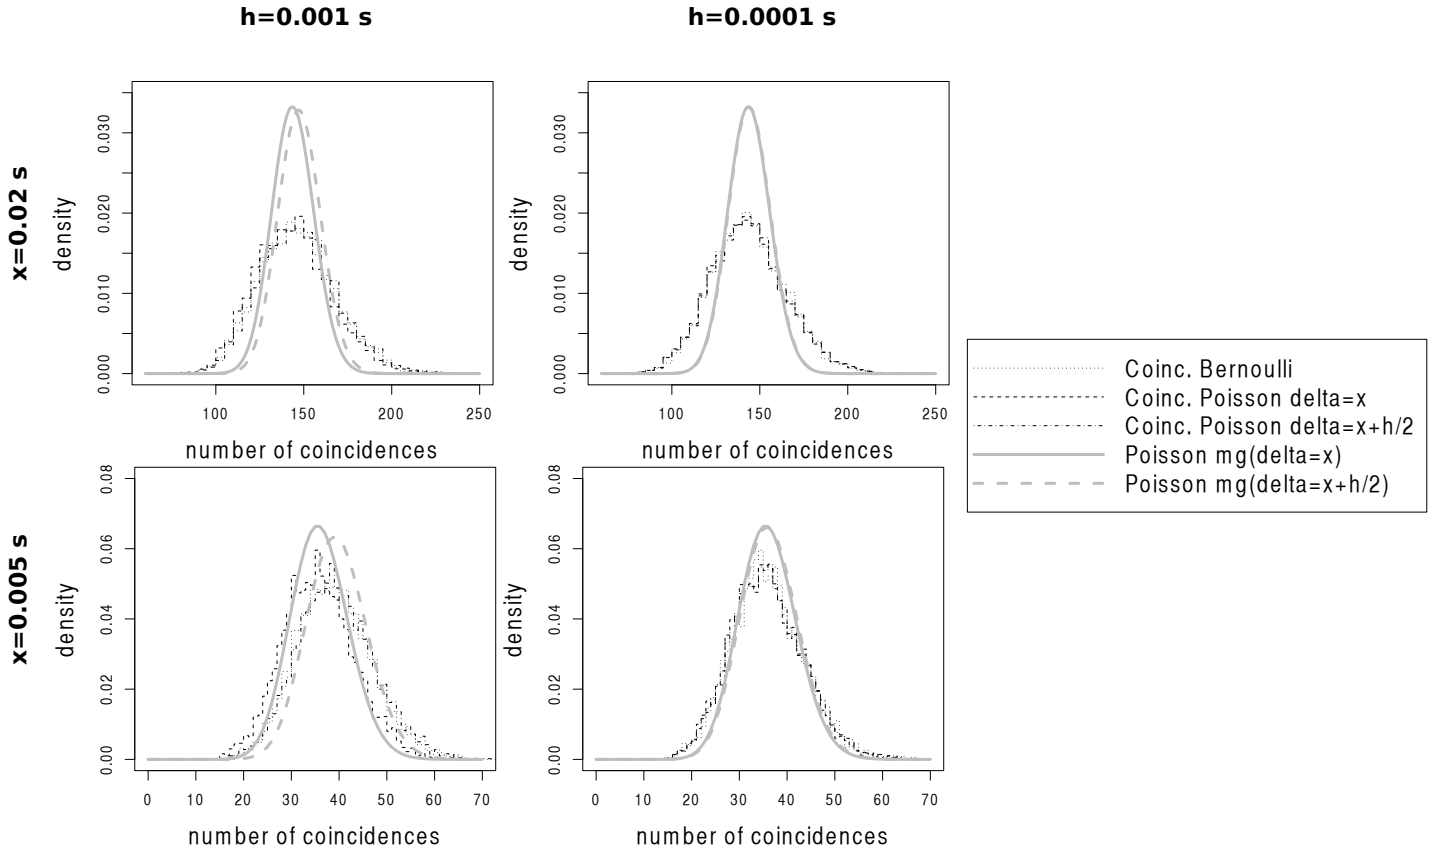 h=0.001 s
h=0.0001 s
x=0.02 s
density
0.000 0.010 0.020 0.030
100 150 200 250
number of coincidences
density
0.000 0.010 0.020 0.030
100 150 200 250
number of coincidences
x=0.005 s
density
0.00 0.02 0.04 0.06 0.08
0 10 20 30 40 50 60 70
number of coincidences
density
0.00 0.02 0.04 0.06 0.08
0 10 20 30 40 50 60 70
number of coincidences
Coinc. Bernoulli
Coinc. Poisson delta=x
Coinc. Poisson delta=x+h/2
Poisson mg(delta=x)
Poisson mg(delta=x+h/2)